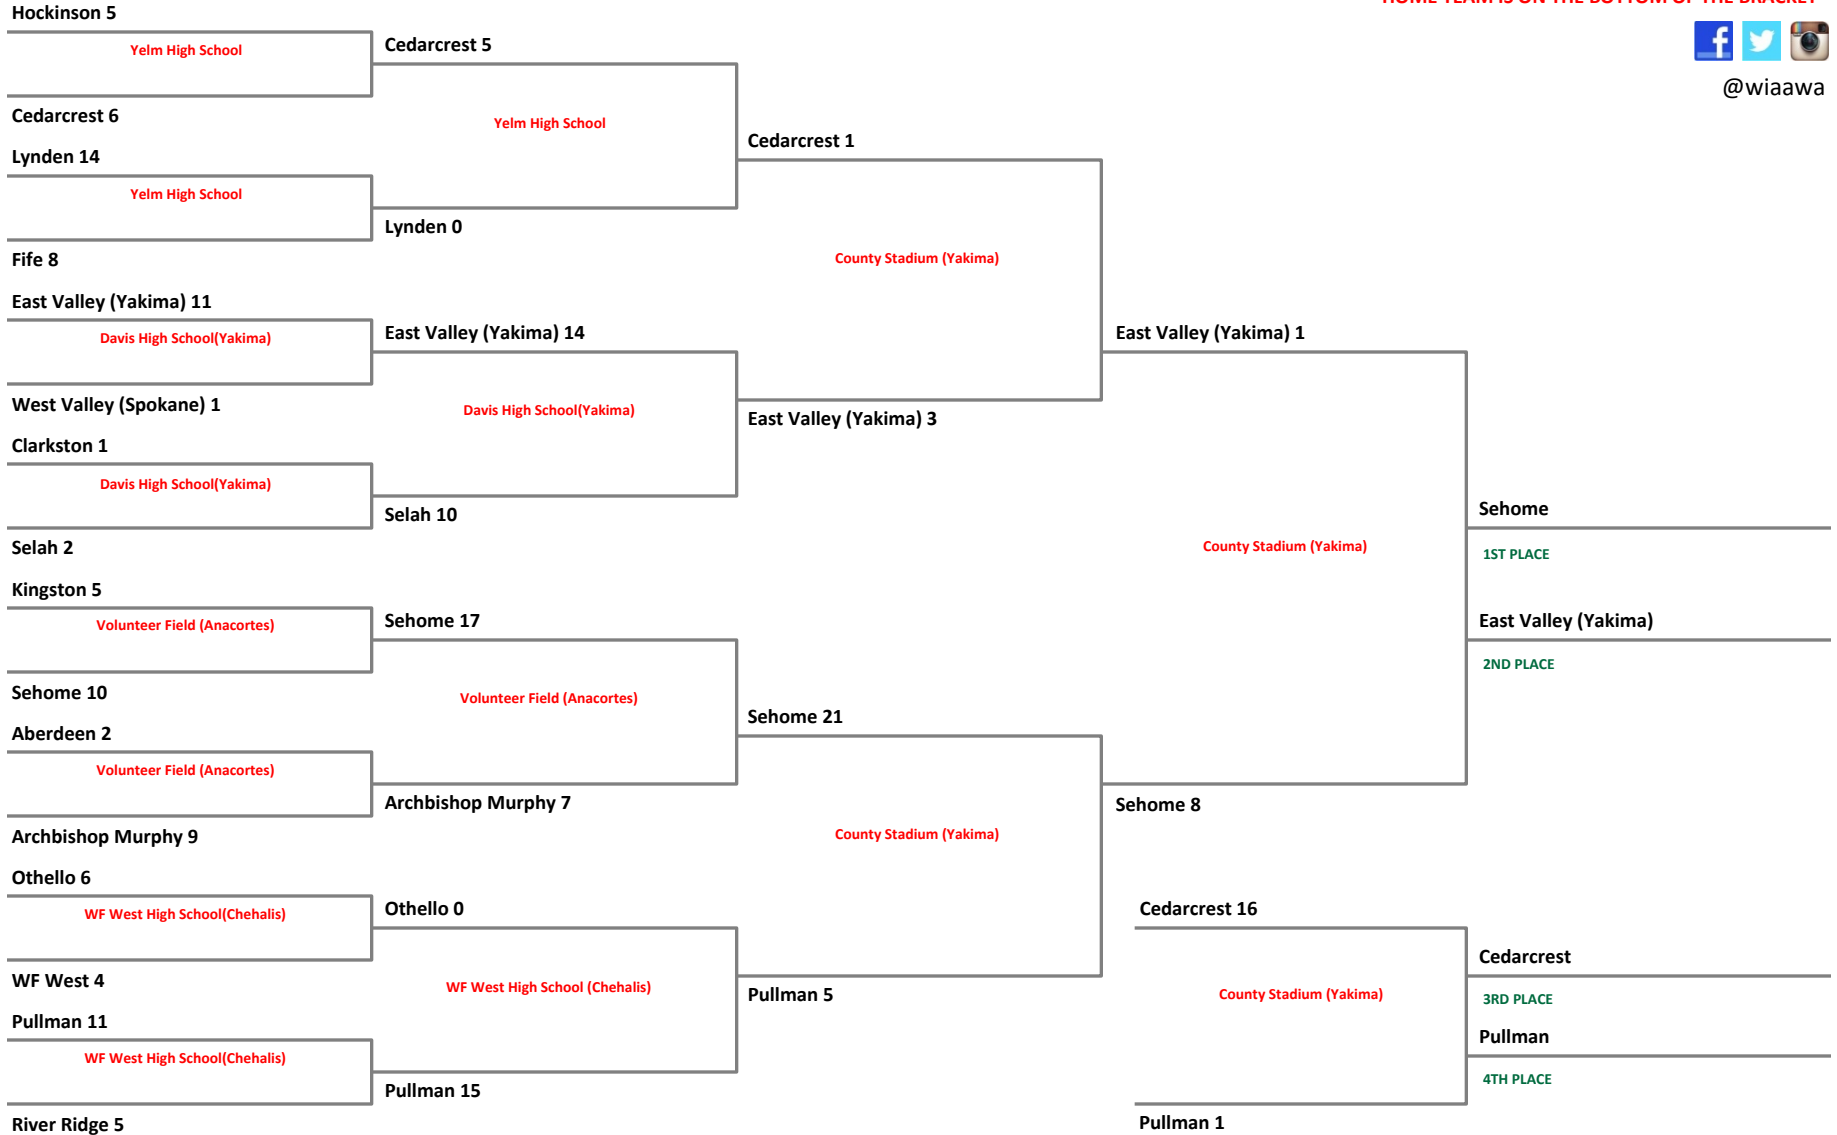 HOME TEAM IS ON THE BOTTOM OF THE BRACKET
@wiaawa
Hockinson 5
Yelm High School
Cedarcrest 6
Lynden 14
Yelm High School
Fife 8
East Valley (Yakima) 11
Davis High School(Yakima)
West Valley (Spokane) 1
Clarkston 1
Davis High School(Yakima)
Selah 2
Kingston 5
Volunteer Field (Anacortes)
Sehome 10
Aberdeen 2
Volunteer Field (Anacortes)
Archbishop Murphy 9
Othello 6
WF West High School(Chehalis)
WF West 4
Pullman 11
WF West High School(Chehalis)
River Ridge 5
Cedarcrest 5
Yelm High School
Lynden 0
East Valley (Yakima) 14
Davis High School(Yakima)
Selah 10
Sehome 17
Volunteer Field (Anacortes)
Archbishop Murphy 7
Othello 0
WF West High School (Chehalis)
Pullman 15
Cedarcrest 1
County Stadium (Yakima)
East Valley (Yakima) 3
Sehome 21
County Stadium (Yakima)
Pullman 5
East Valley (Yakima) 1
County Stadium (Yakima)
Sehome 8
Cedarcrest 16
County Stadium (Yakima)
Pullman 1
Sehome
1ST PLACE
East Valley (Yakima)
2ND PLACE
Cedarcrest
3RD PLACE
Pullman
4TH PLACE